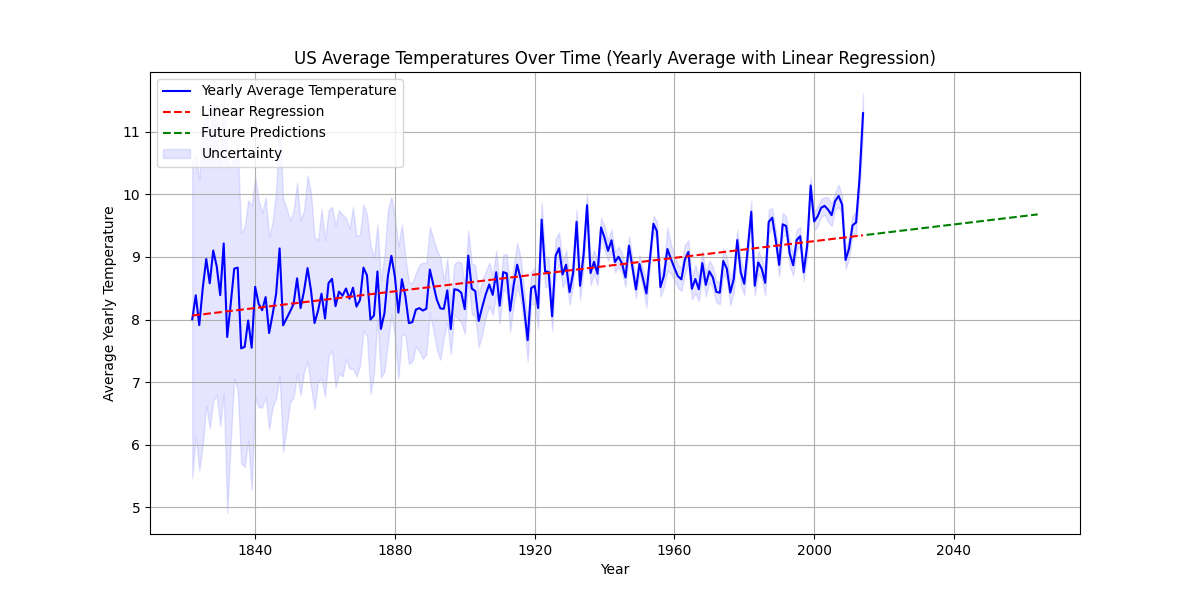 US Average Temperatures Over Time (Yearly Average with Linear Regression)
Yearly Average Temperature
Linear Regression
Future Predictions
Uncertainty
11
10
9
8
7
6
5
Average Yearly Temperature
1840 1880 1920 1960 2000 2040
Year